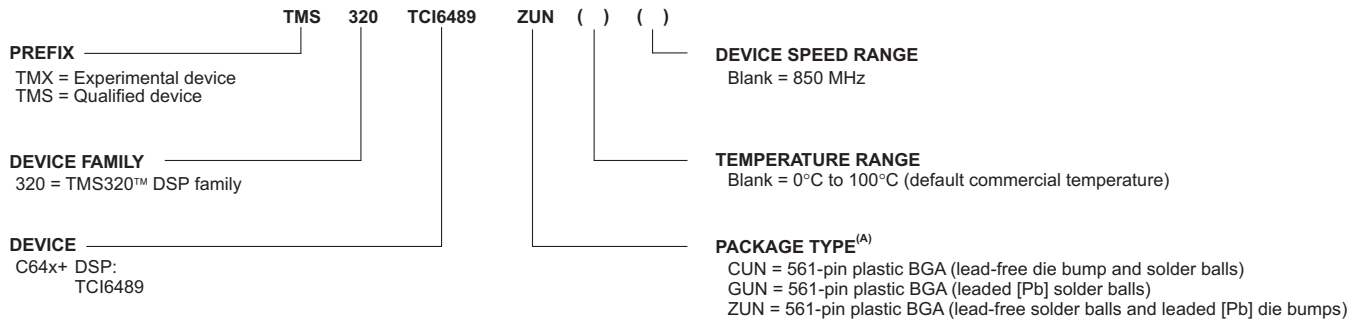 TMS 320 TCI6489 ZUN ( ) ( )
PREFIX
TMX = Experimental device
TMS = Qualified device
DEVICE SPEED RANGE
Blank = 850 MHz
DEVICE FAMILY
320 = TMS320™ DSP family
TEMPERATURE RANGE
Blank = 0°C to 100°C (default commercial temperature)
DEVICE
C64x+ DSP:
TCI6489
PACKAGE TYPE(A)
CUN = 561-pin plastic BGA (lead-free die bump and solder balls)
GUN = 561-pin plastic BGA (leaded [Pb] solder balls)
ZUN = 561-pin plastic BGA (lead-free solder balls and leaded [Pb] die bumps)